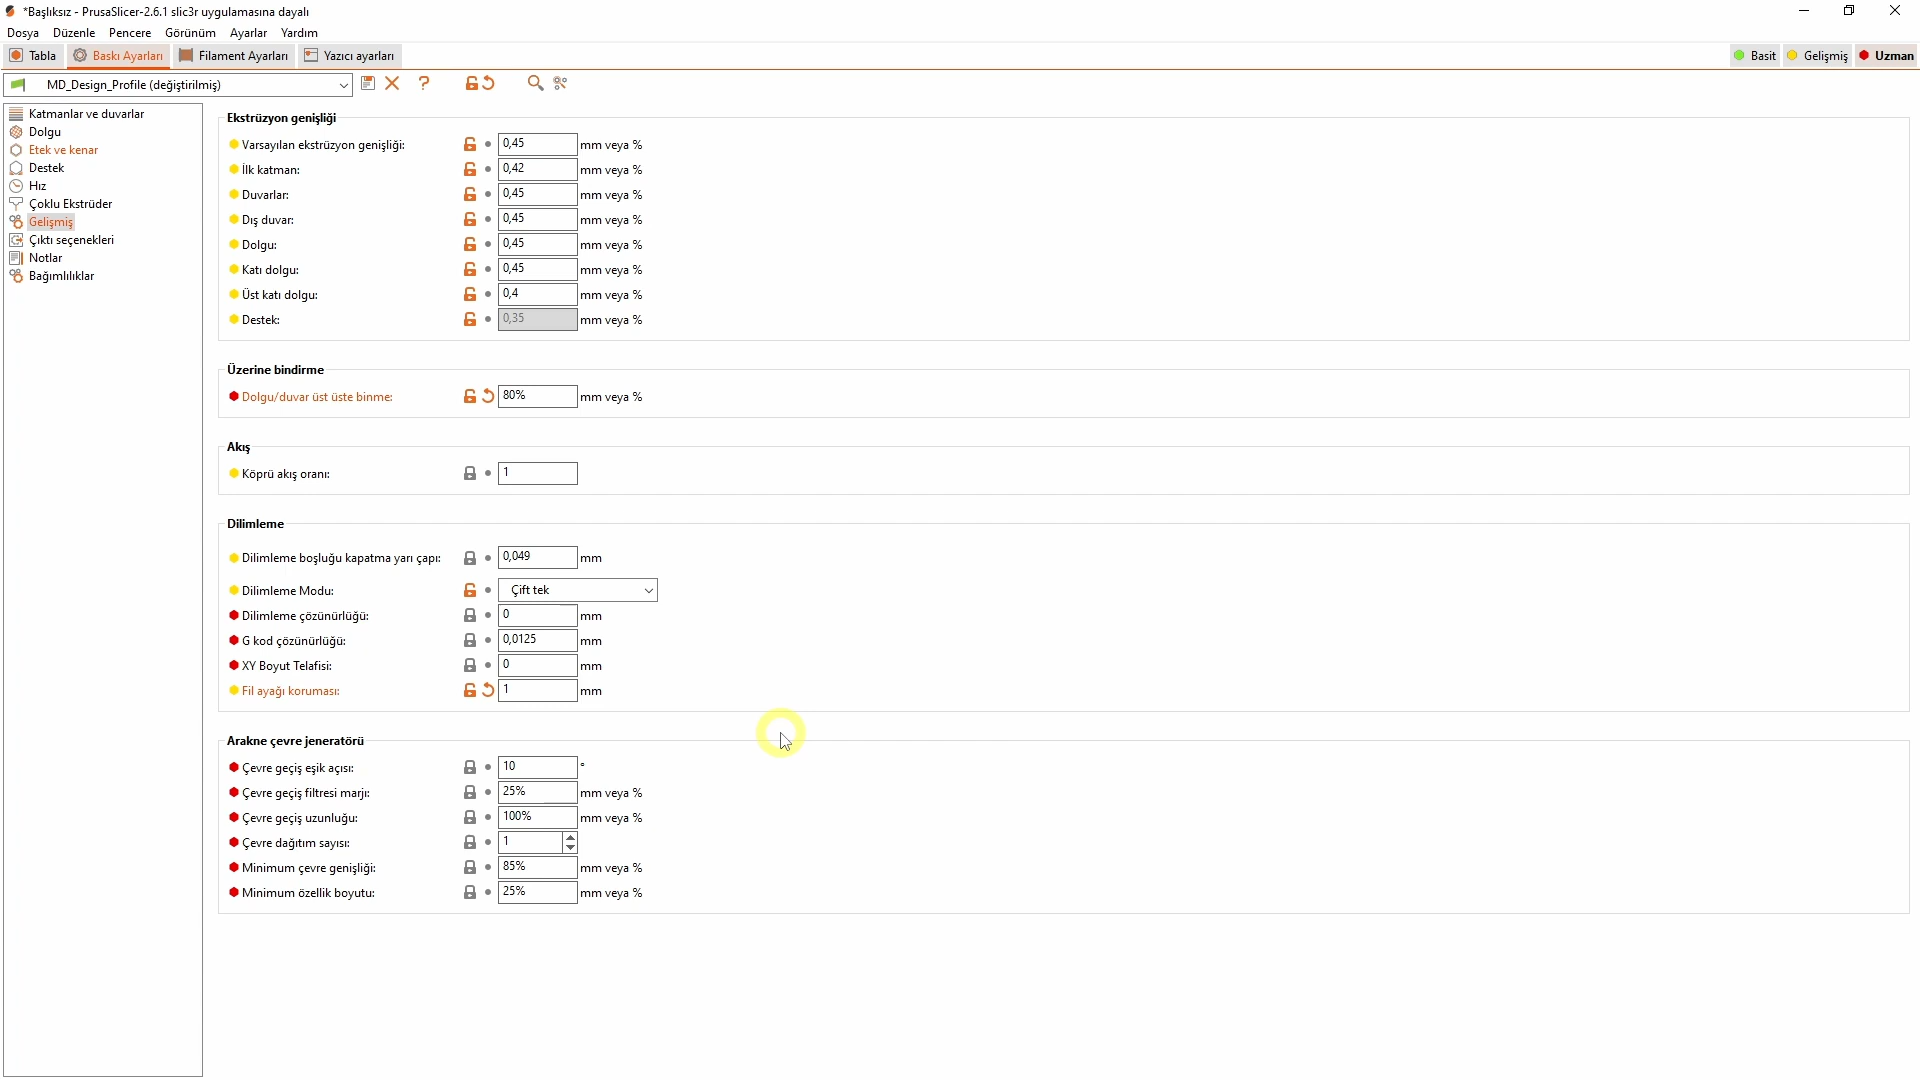 *Başlıksız - PrusaSlicer-2.6.1 slic3r uygulamasına dayalı
Dosya Düzenle Pencere Görünüm Ayarlar Yardım
Tabla Baskı Ayarları Filament Ayarları Yazıcı ayarları Basit Gelişmiş Uzman
MD_Design_Profile (değiştirilmiş)
Katmanlar ve duvarlar
Dolgu
Etek ve kenar
Destek
Hız
Çoklu Ekstrüder
Gelişmiş
Çıktı seçenekleri
Notlar
Bağımlılıklar
Ekstrüzyon genişliği
Varsayılan ekstrüzyon genişliği: 0,45 mm veya %
İlk katman: 0,42 mm veya %
Duvarlar: 0,45 mm veya %
Dış duvar: 0,45 mm veya %
Dolgu: 0,45 mm veya %
Katı dolgu: 0,45 mm veya %
Üst katı dolgu: 0,4 mm veya %
Destek: 0,35 mm veya %
Üzerine bindirme
Dolgu/duvar üst üste binme: 80% mm veya %
Akış
Köprü akış oranı: 1
Dilimleme
Dilimleme boşluğu kapatma yarı çapı: 0,049 mm
Dilimleme Modu: Çift tek
Dilimleme çözünürlüğü: 0 mm
G kod çözünürlüğü: 0,0125 mm
XY Boyut Telafisi: 0 mm
Fil ayağı koruması: 1 mm
Arakne çevre jeneratörü
Çevre geçiş eşik açısı: 10 °
Çevre geçiş filtresi marjı: 25% mm veya %
Çevre geçiş uzunluğu: 100% mm veya %
Çevre dağıtım sayısı: 1
Minimum çevre genişliği: 85% mm veya %
Minimum özellik boyutu: 25% mm veya %